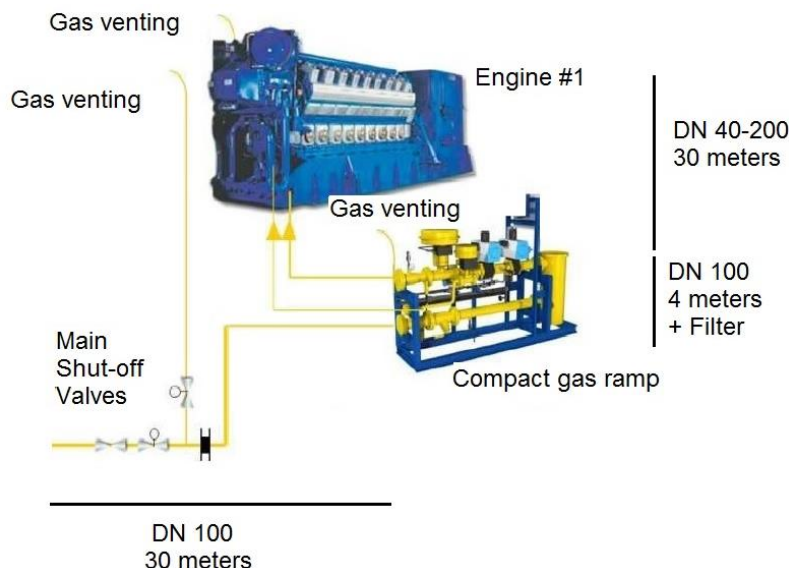 Gas venting
Engine #1
Gas venting
DN 40-200
30 meters
Gas venting
DN 100
4 meters
+ Filter
Main
Shut-off
Valves
Compact gas ramp
DN 100
30 meters